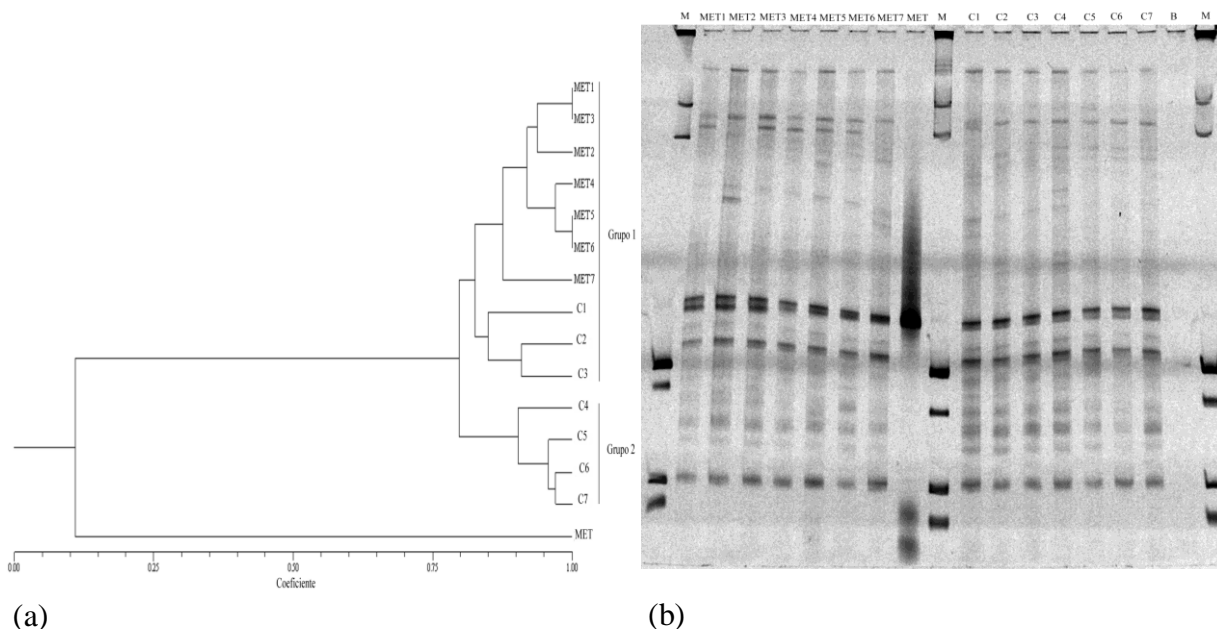 MET1
MET3
MET2
MET4
MET5
Grupo 1
MET6
MET7
C1
C2
C3
C4
C5
Grupo 2
C6
C7
MET
0.00 0.25 0.50 0.75 1.00
Coeficiente
(a)
M MET1 MET2 MET3 MET4 MET5 MET6 MET7 MET M C1 C2 C3 C4 C5 C6 C7 B M
(b)